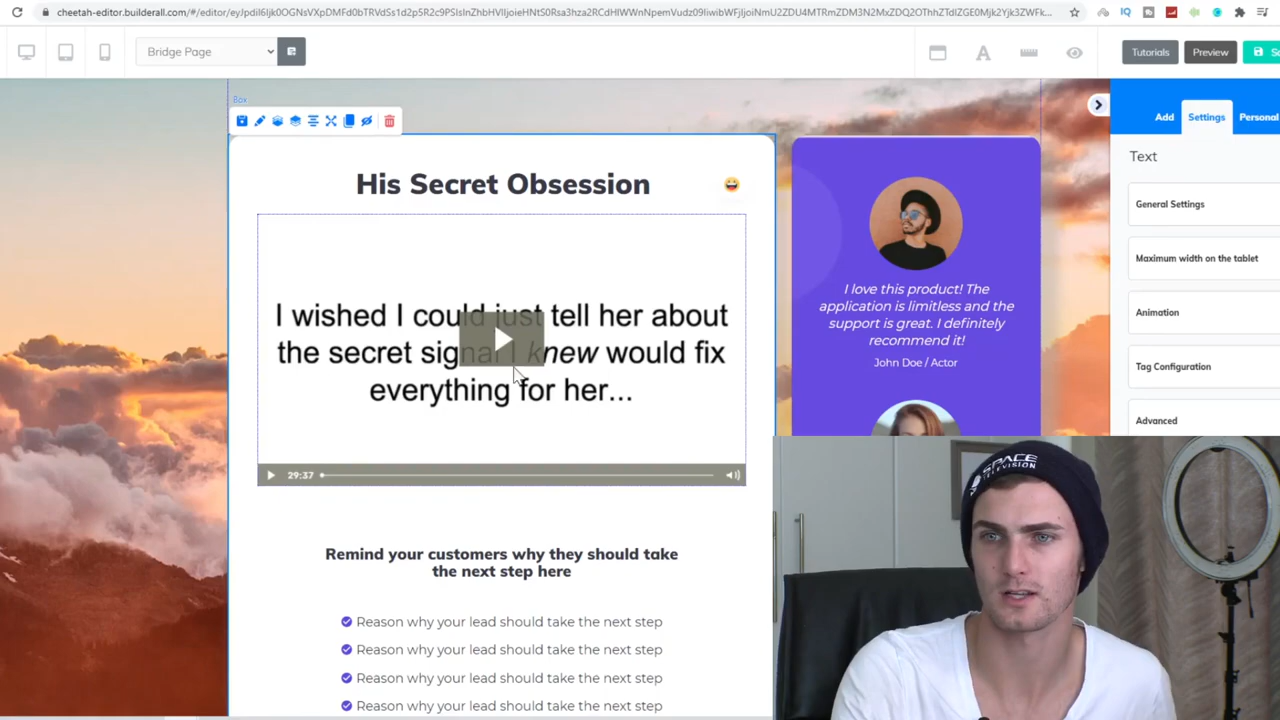 cheetah-editor.builderall.com/#/editor/
Bridge Page
Tutorials
Preview
Box
Add
Settings
Personal
Text
General Settings
Maximum width on the tablet
Animation
Tag Configuration
Advanced
His Secret Obsession
I wished I could just tell her about
the secret signal I knew would fix
everything for her...
29:37
Remind your customers why they should take
the next step here
Reason why your lead should take the next step
Reason why your lead should take the next step
Reason why your lead should take the next step
Reason why your lead should take the next step
I love this product! The
application is limitless and the
support is great. I definitely
recommend it!
John Doe / Actor
SPACE
TELEVISION